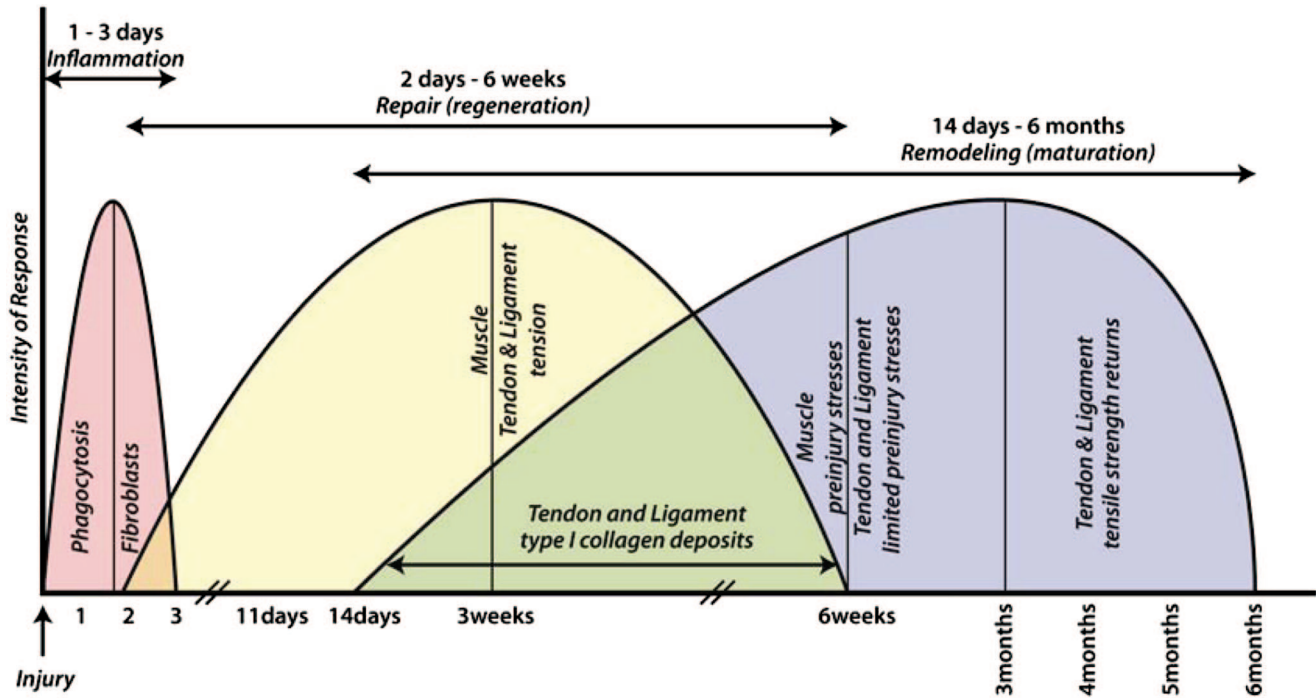 1 - 3 days
Inflammation
2 days - 6 weeks
Repair (regeneration)
14 days - 6 months
Remodeling (maturation)
Intensity of Response
Phagocytosis
Fibroblasts
Muscle
Tendon & Ligament
tension
Tendon and Ligament
type I collagen deposits
Muscle
preinjury stresses
Tendon and Ligament
limited preinjury stresses
Tendon & Ligament
tensile strength returns
1 2 3 11days 14days 3weeks 6weeks 3months 4months 5months 6months
Injury